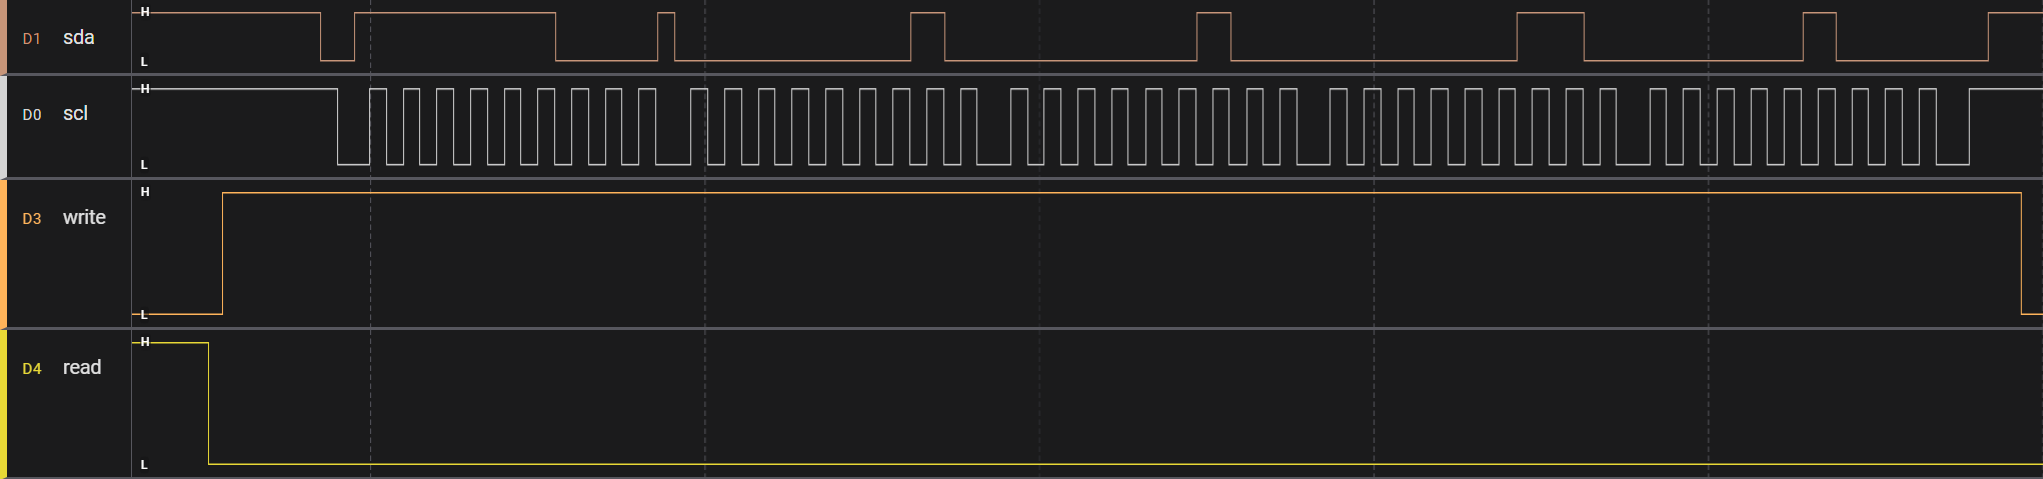 D1 sda H
L
D0 scl H
L
D3 write H
L
D4 read H
L